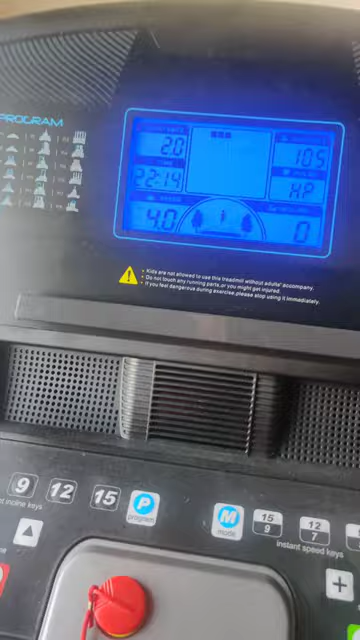 PROGRAM
2.0
105
22:14
HP
4.0
0
• Kids are not allowed to use this treadmill without adults' accompany.
• Do not touch any running parts, or you might get injured
• If you feel dangerous during exercise, please stop using it immediately.
9 12 15 P M 15 9 12 7
program
mode
incline keys
instant speed keys
+